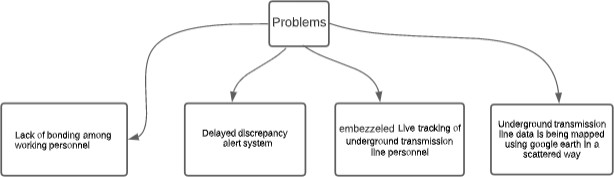 Problems
Lack of bonding among
working personnel
Delayed discrepancy
alert system
embezzeled Live tracking of
underground transmission
line personnel
Underground transmission
line data is being mapped
using google earth in a
scattered way